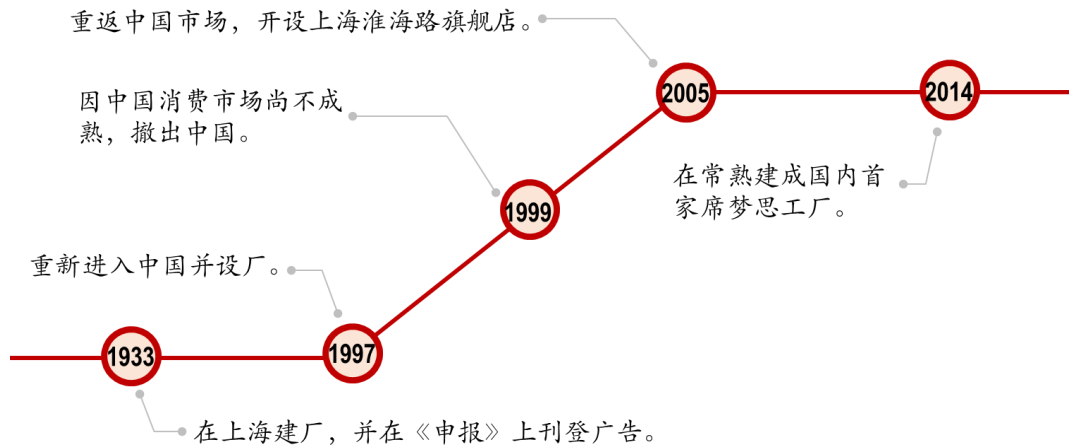 重返中国市场，开设上海淮海路旗舰店。
2005
2014
因中国消费市场尚不成
熟，撤出中国。
在常熟建成国内首
家席梦思工厂。
1999
重新进入中国并设厂。
1933
1997
在上海建厂，并在《申报》上刊登广告。